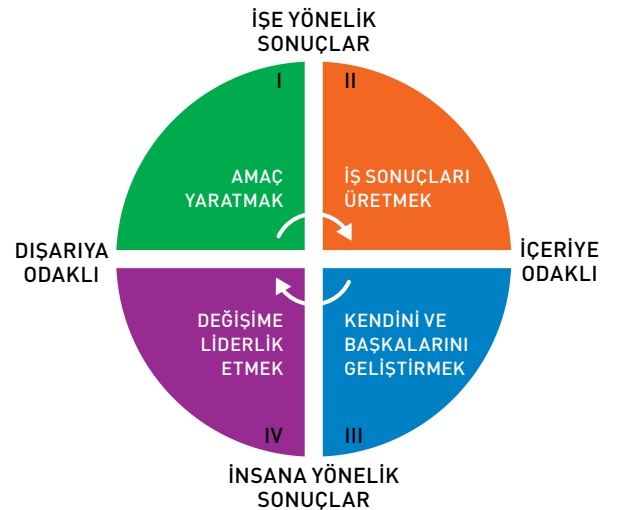 İŞE YÖNELİK
SONUÇLAR
I
II
AMAÇ
YARATMAK
İŞ SONUÇLARI
ÜRETMEK
DIŞARIYA
ODAKLI
İÇERİYE
ODAKLI
DEĞİŞİME
LİDERLİK
ETMEK
KENDİNİ VE
BAŞKALARINI
GELİŞTİRMEK
IV
III
İNSANA YÖNELİK
SONUÇLAR